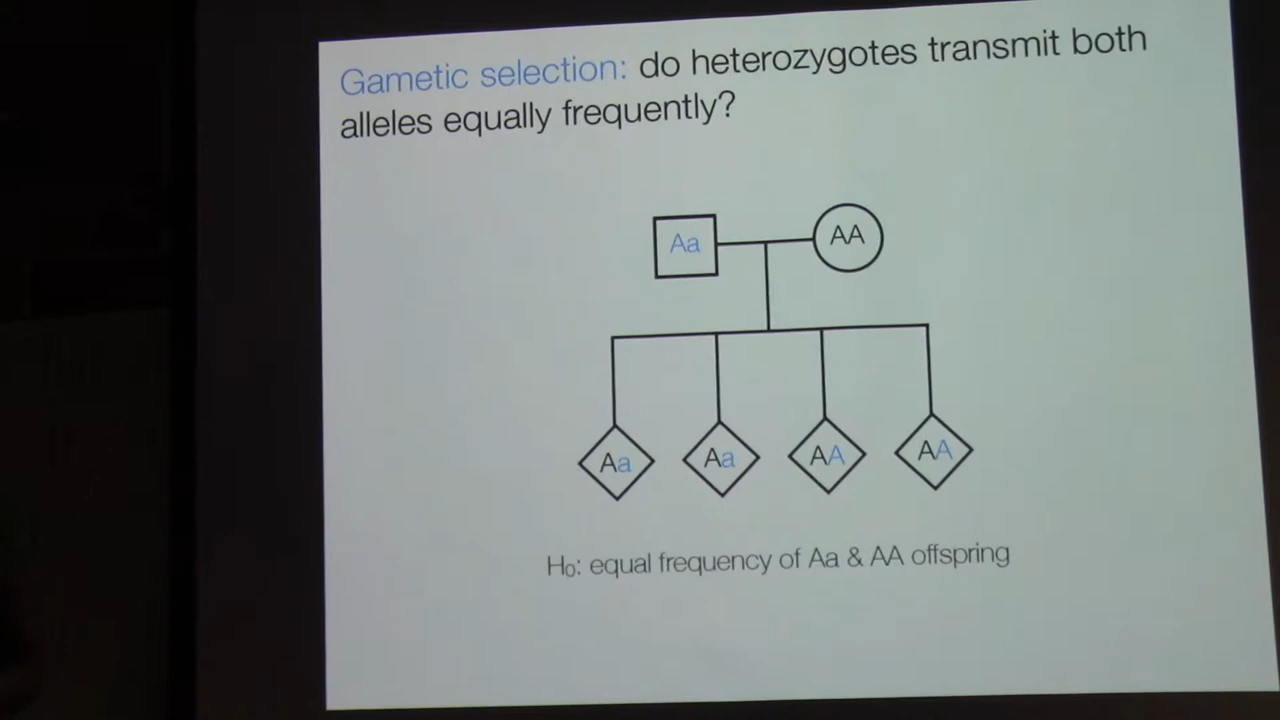 Gametic selection: do heterozygotes transmit both
alleles equally frequently?
Aa
AA
Aa
Aa
AA
AA
H₀: equal frequency of Aa & AA offspring